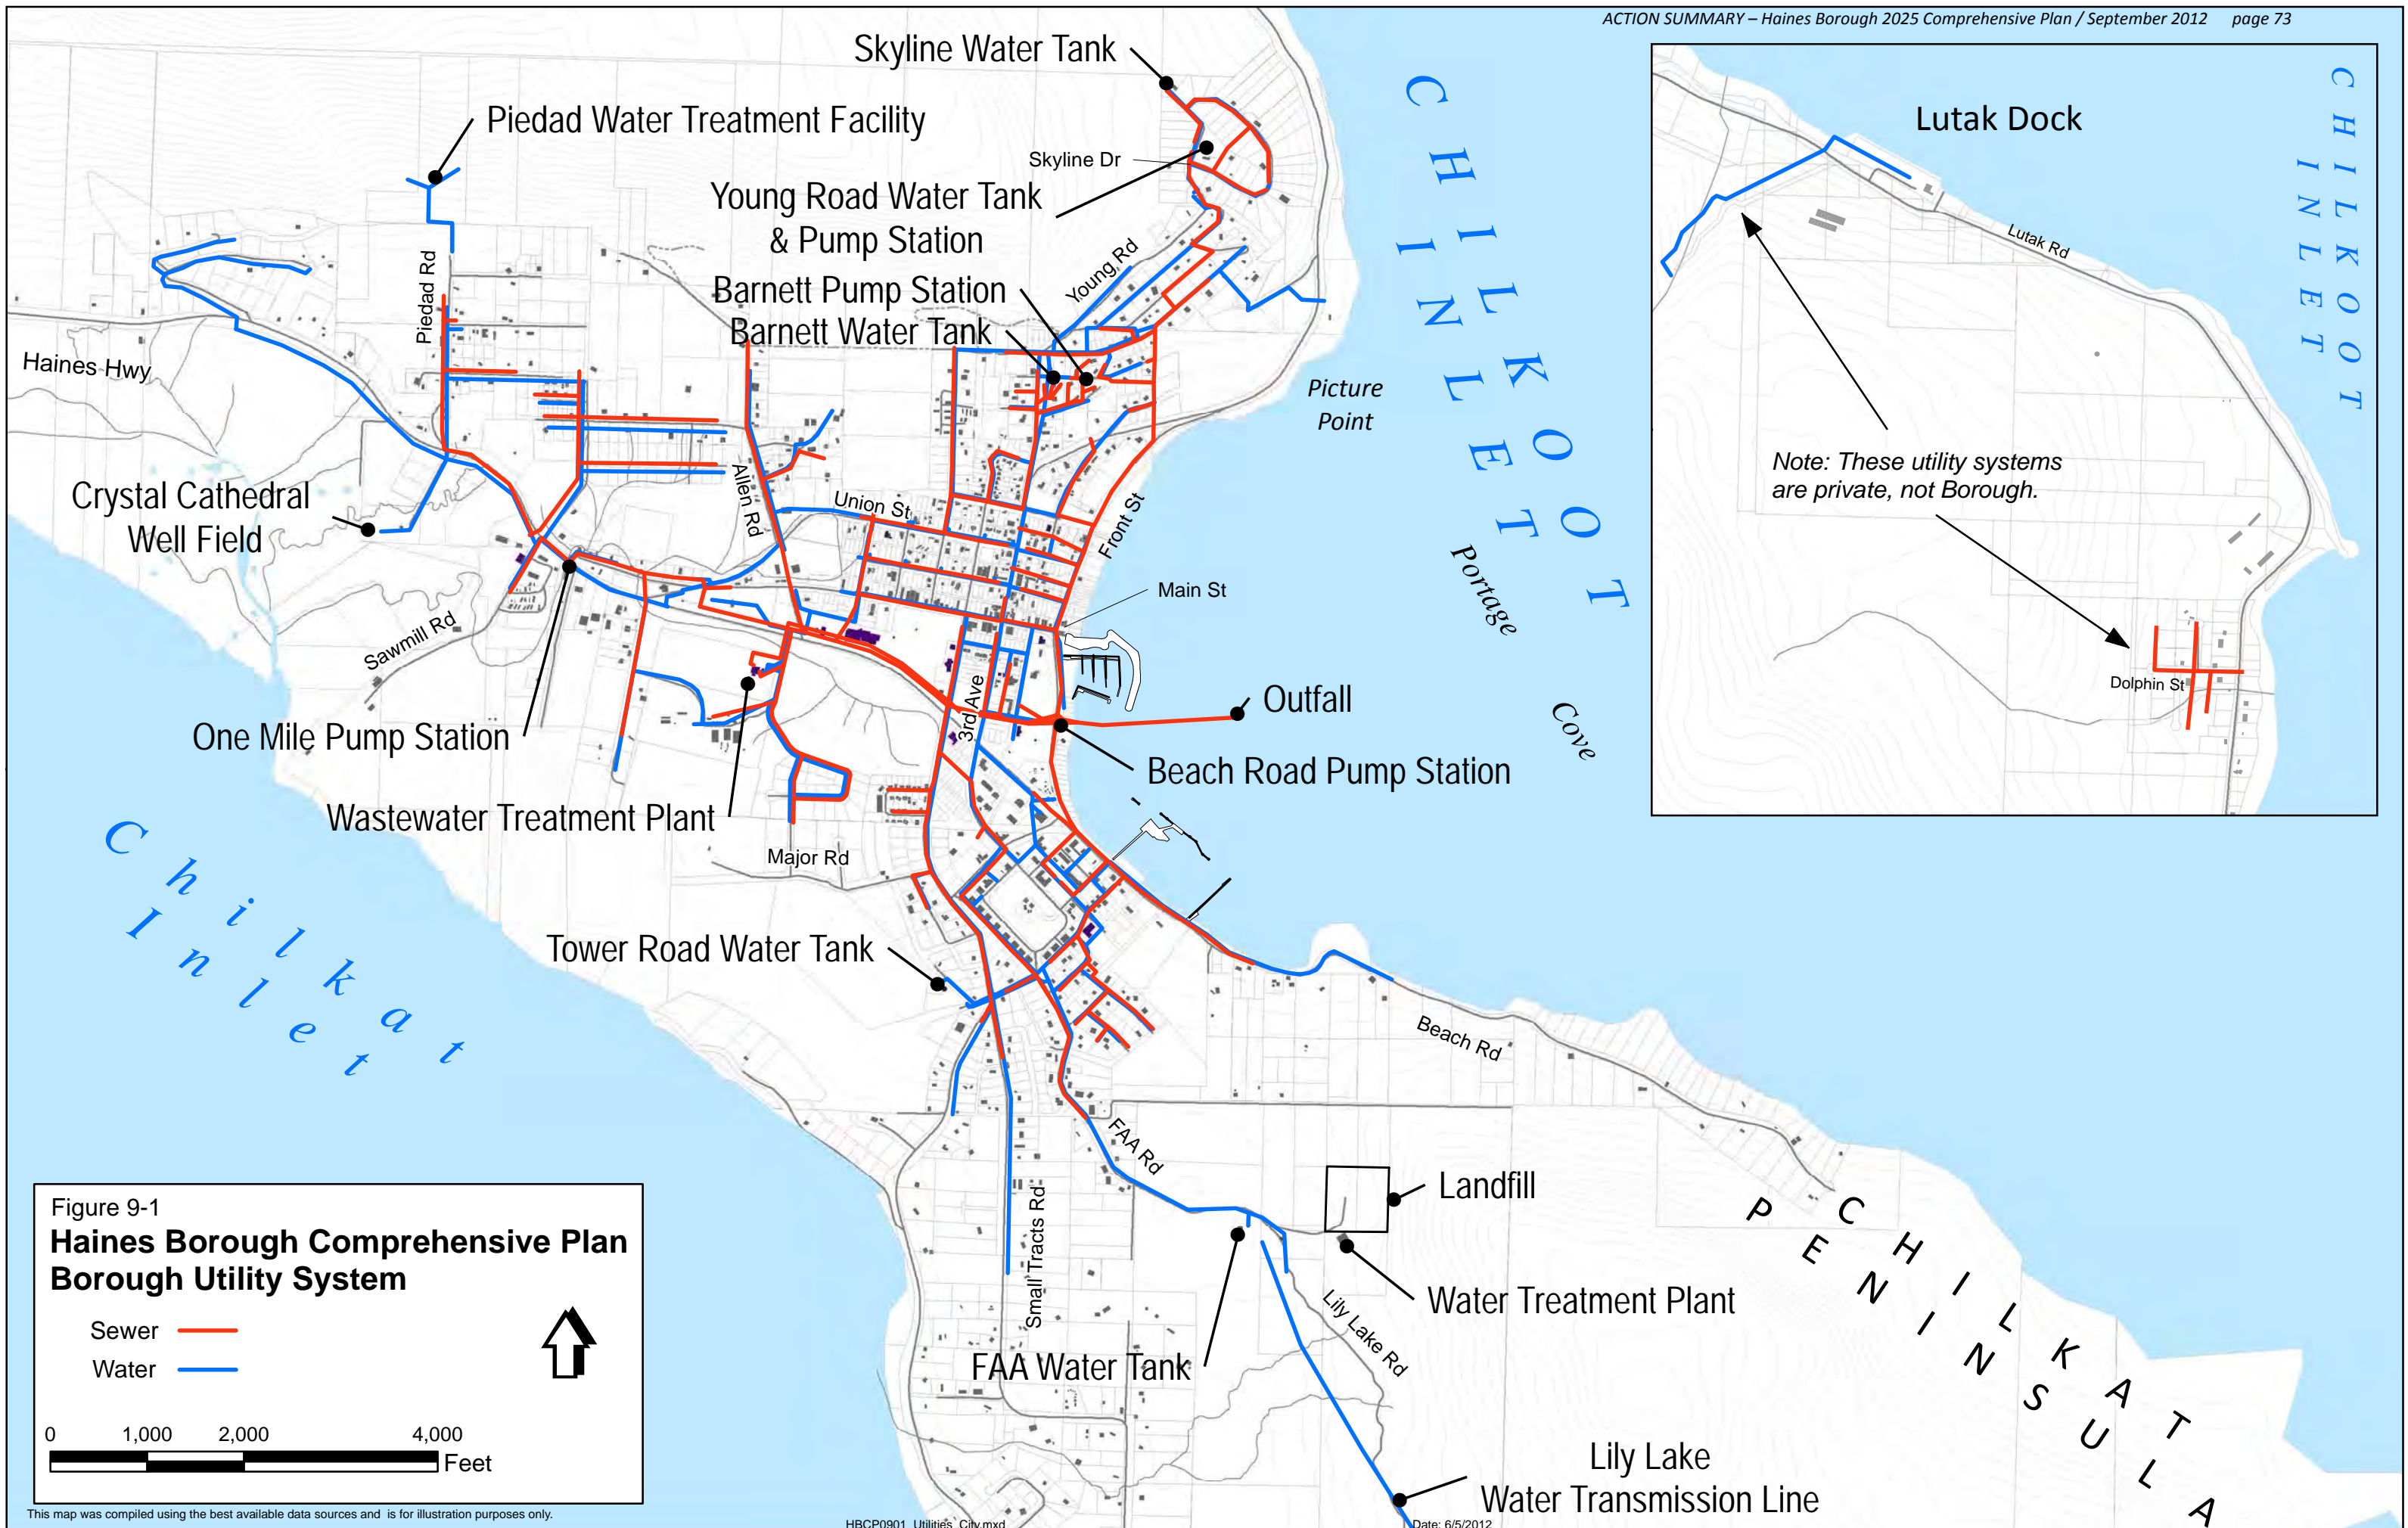 ACTION SUMMARY – Haines Borough 2025 Comprehensive Plan / September 2012 page 73
Skyline Water Tank
Piedad Water Treatment Facility
Skyline Dr
Young Road Water Tank
& Pump Station
Young Rd
Barnett Pump Station
Barnett Water Tank
Piedad Rd
Haines Hwy
CHILKOOT
INLET
Picture
Point
Crystal Cathedral
Well Field
Allen Rd
Union St
Front St
Portage
Cove
Main St
Sawmill Rd
3rd Ave
Outfall
One Mile Pump Station
Beach Road Pump Station
Wastewater Treatment Plant
Major Rd
Chilkat
Inlet
Tower Road Water Tank
Beach Rd
FAA Rd
Landfill
Small Tracts Rd
Water Treatment Plant
Lily Lake Rd
FAA Water Tank
Lily Lake
Water Transmission Line
CHILKAT
PENINSULA
Lutak Dock
CHILKOOT
INLET
Lutak Rd
Note: These utility systems
are private, not Borough.
Dolphin St
Figure 9-1
Haines Borough Comprehensive Plan
Borough Utility System
Sewer
Water
0 1,000 2,000 4,000
Feet
This map was compiled using the best available data sources and is for illustration purposes only.
HBCP0901_Utilities_City.mxd
Date: 6/5/2012